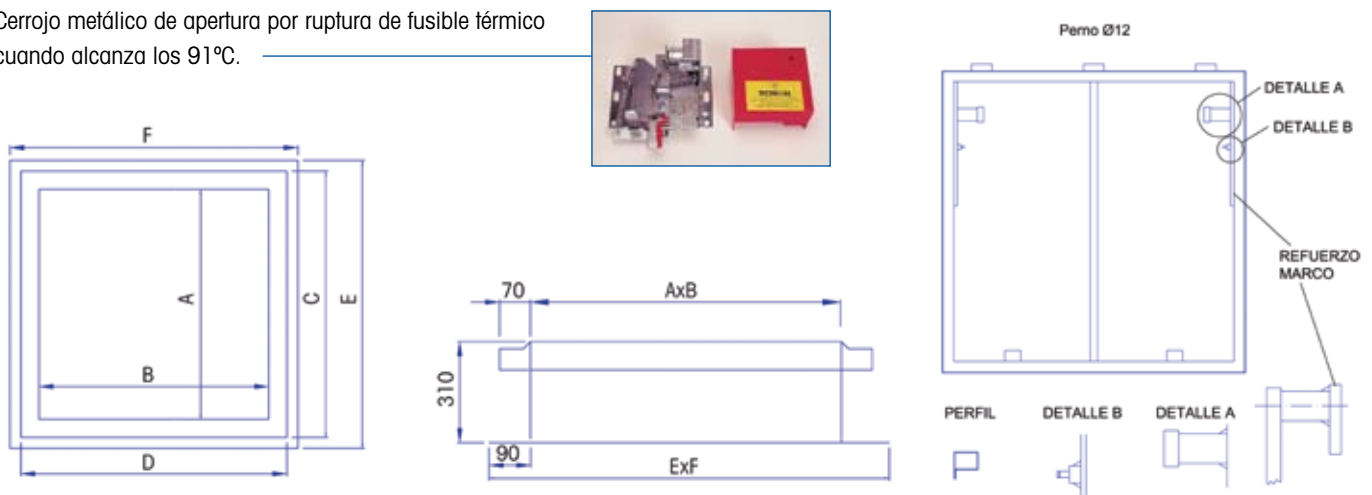 Cerrojo metálico de apertura por ruptura de fusible térmico
cuando alcanza los 91ºC.
Perno Ø12
DETALLE A
DETALLE B
REFUERZO
MARCO
F
A
C
E
B
D
70
AxB
310
90
ExF
PERFIL
DETALLE B
DETALLE A